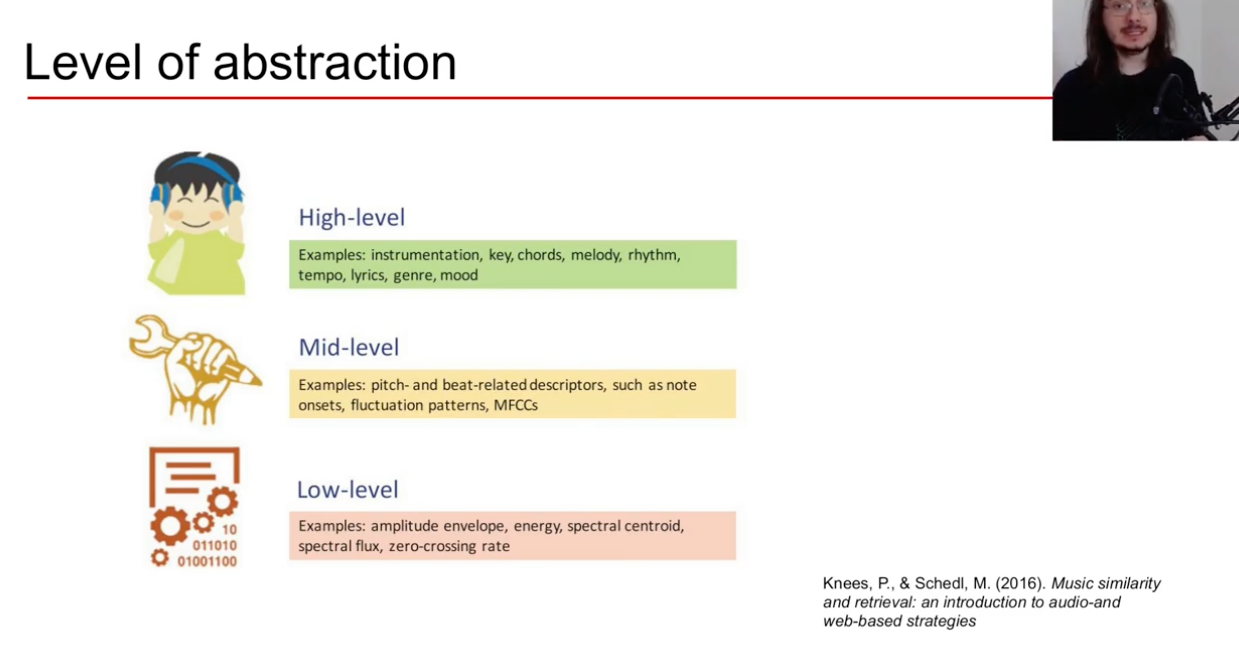 Level of abstraction
High-level
Examples: instrumentation, key, chords, melody, rhythm,
tempo, lyrics, genre, mood
Mid-level
Examples: pitch- and beat-related descriptors, such as note
onsets, fluctuation patterns, MFCCs
Low-level
10
011010
01001100
Examples: amplitude envelope, energy, spectral centroid,
spectral flux, zero-crossing rate
Knees, P., & Schedl, M. (2016). Music similarity
and retrieval: an introduction to audio-and
web-based strategies